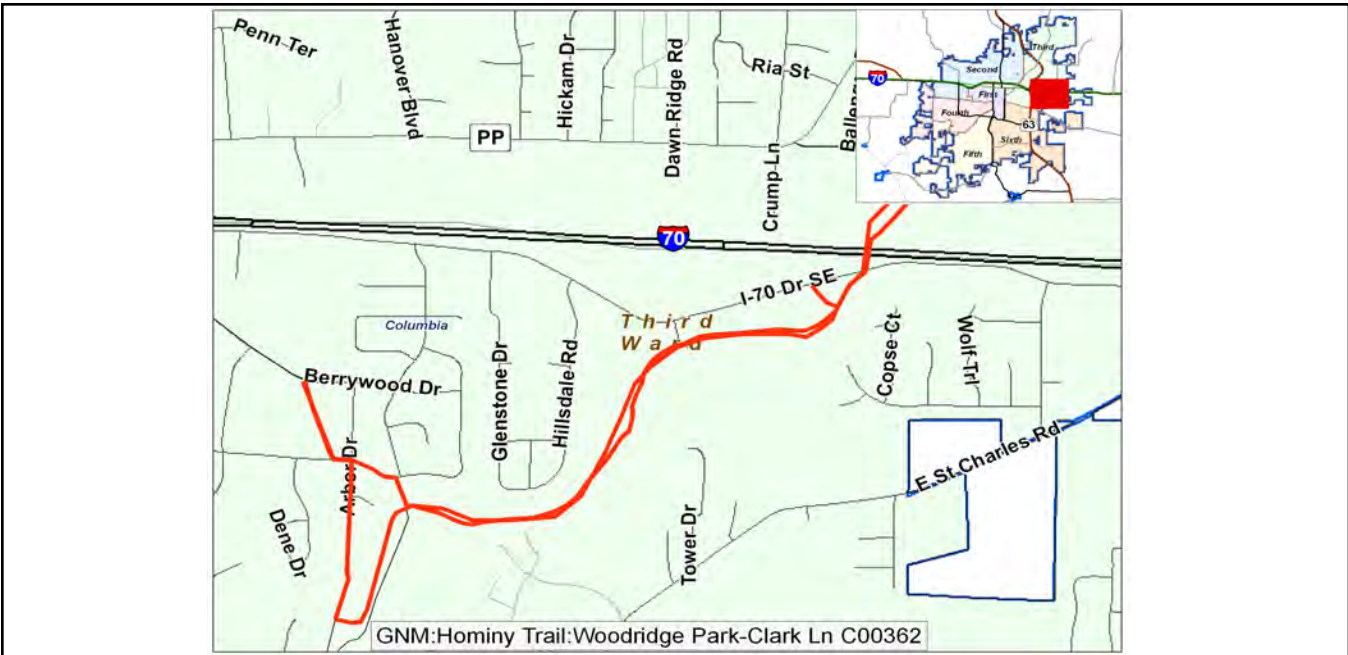 Penn Ter
Hanover Blvd
Hickam Dr
Dawn-Ridge Rd
Ria St
Crump Ln
PP
70
Third
Second
First
Fourth
63
Sixth
Fifth
70
I-70 Dr SE
Third
Ward
Columbia
Berrywood Dr
Glenstone Dr
Hillsdale Rd
Copse Ct
Wolf Trl
Arbor Dr
Dene Dr
Tower Dr
E St Charles Rd
GNM:Hominy Trail:Woodridge Park-Clark Ln C00362